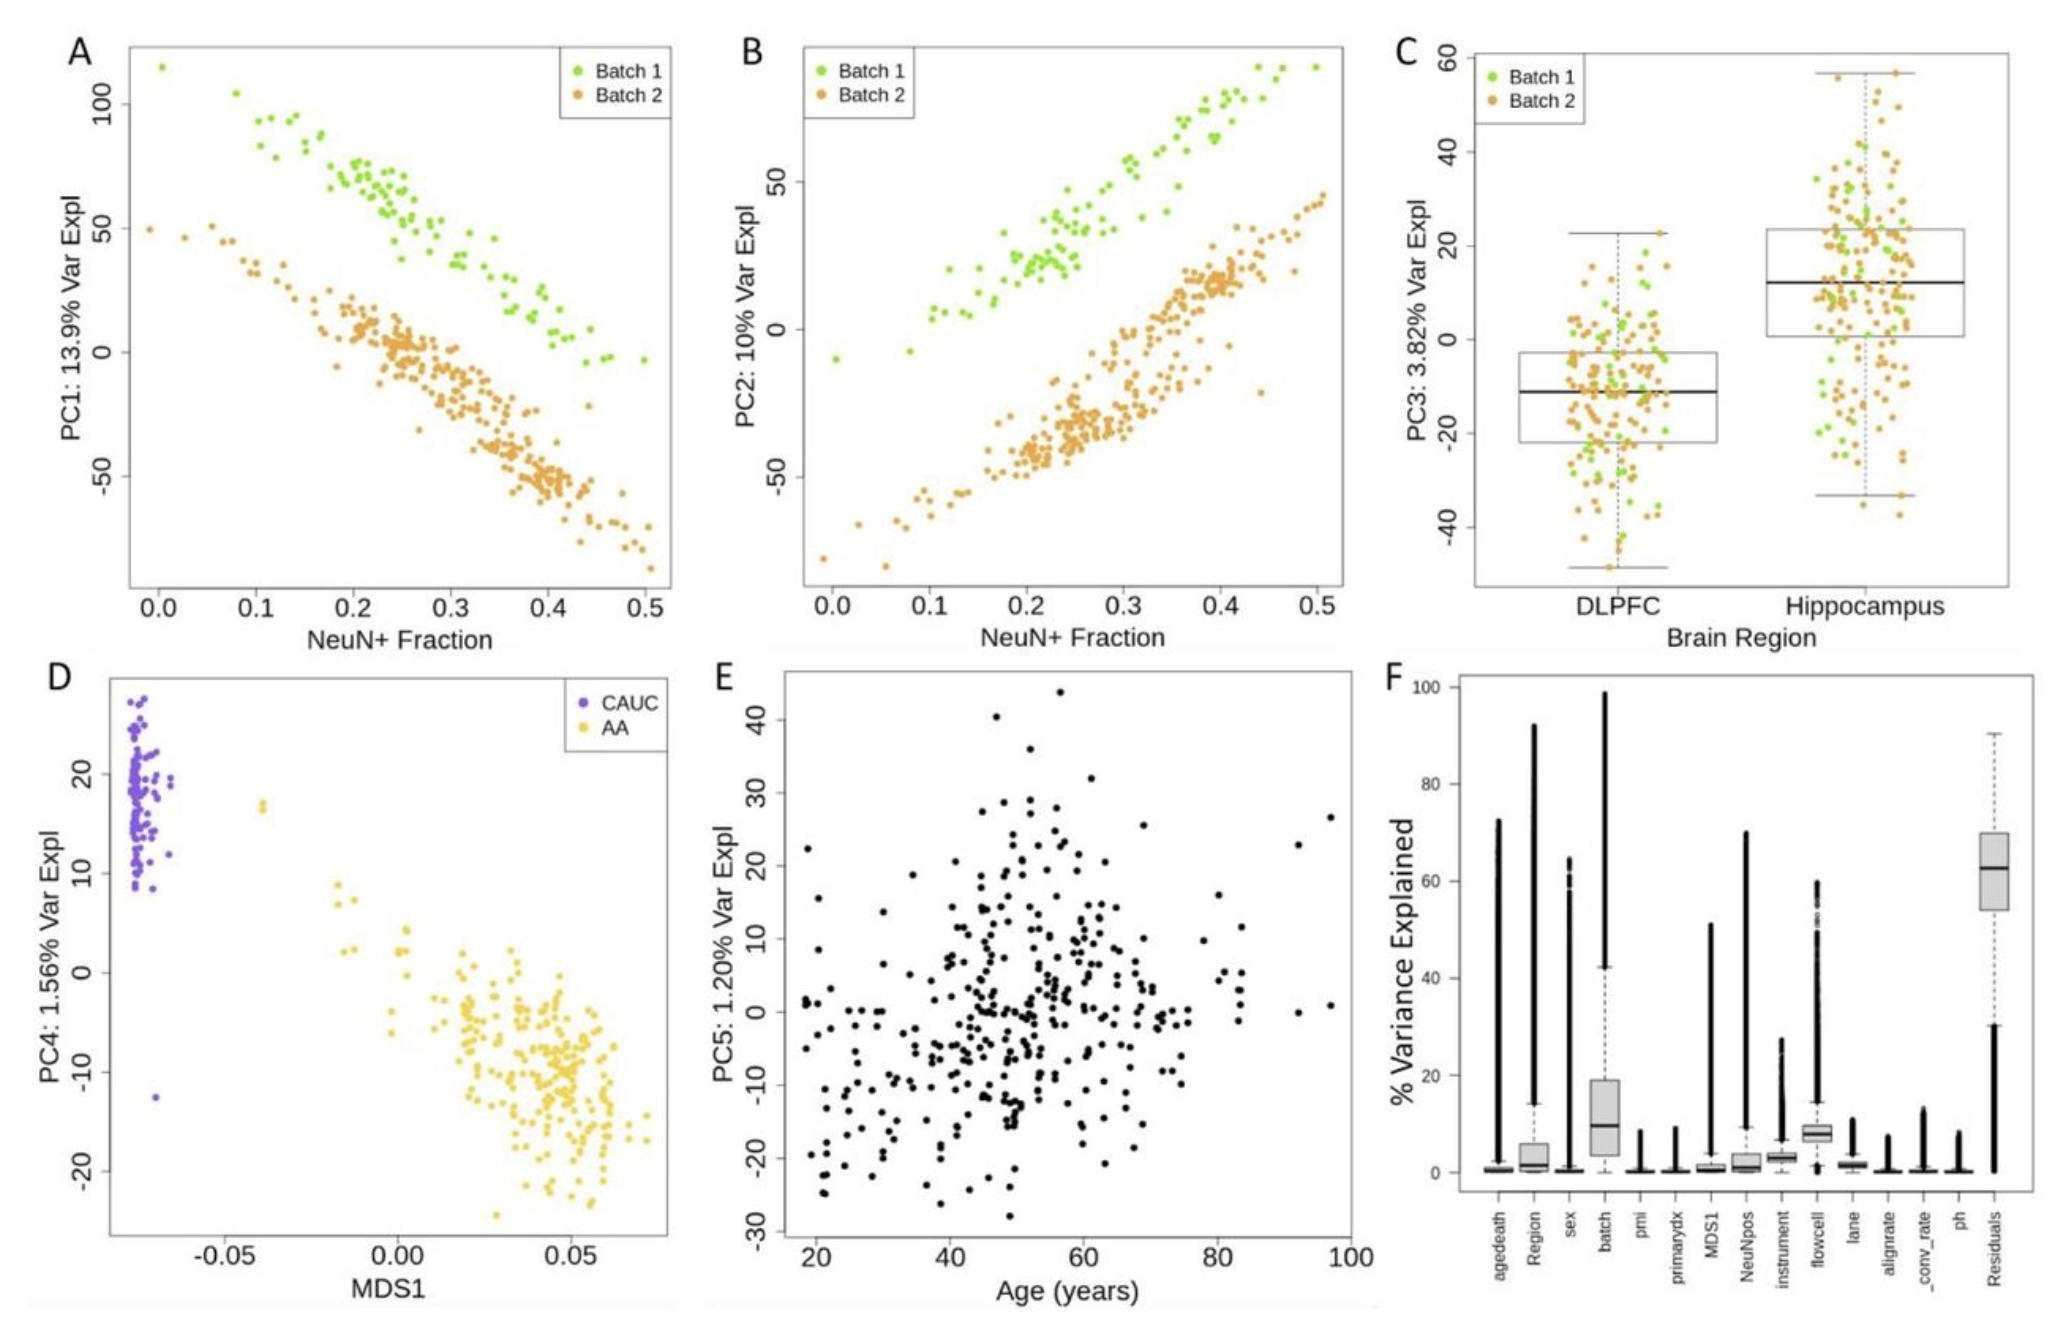 A
Batch 1
Batch 2
PC1: 13.9% Var Expl
100
50
0
-50
0.0 0.1 0.2 0.3 0.4 0.5
NeuN+ Fraction
B
Batch 1
Batch 2
PC2: 10% Var Expl
50
0
-50
0.0 0.1 0.2 0.3 0.4 0.5
NeuN+ Fraction
C
Batch 1
Batch 2
PC3: 3.82% Var Expl
60
40
20
0
-20
-40
DLPFC Hippocampus
Brain Region
D
CAUC
AA
PC4: 1.56% Var Expl
20
10
0
-10
-20
-0.05 0.00 0.05
MDS1
E
PC5: 1.20% Var Expl
40
30
20
10
0
-10
-20
-30
20 40 60 80 100
Age (years)
F
% Variance Explained
100
80
60
40
20
0
agedeath
Region
sex
batch
pmi
primarydx
MDS1
NeuNpos
instrument
flowcell
lane
alignrate
_conv_rate
ph
Residuals